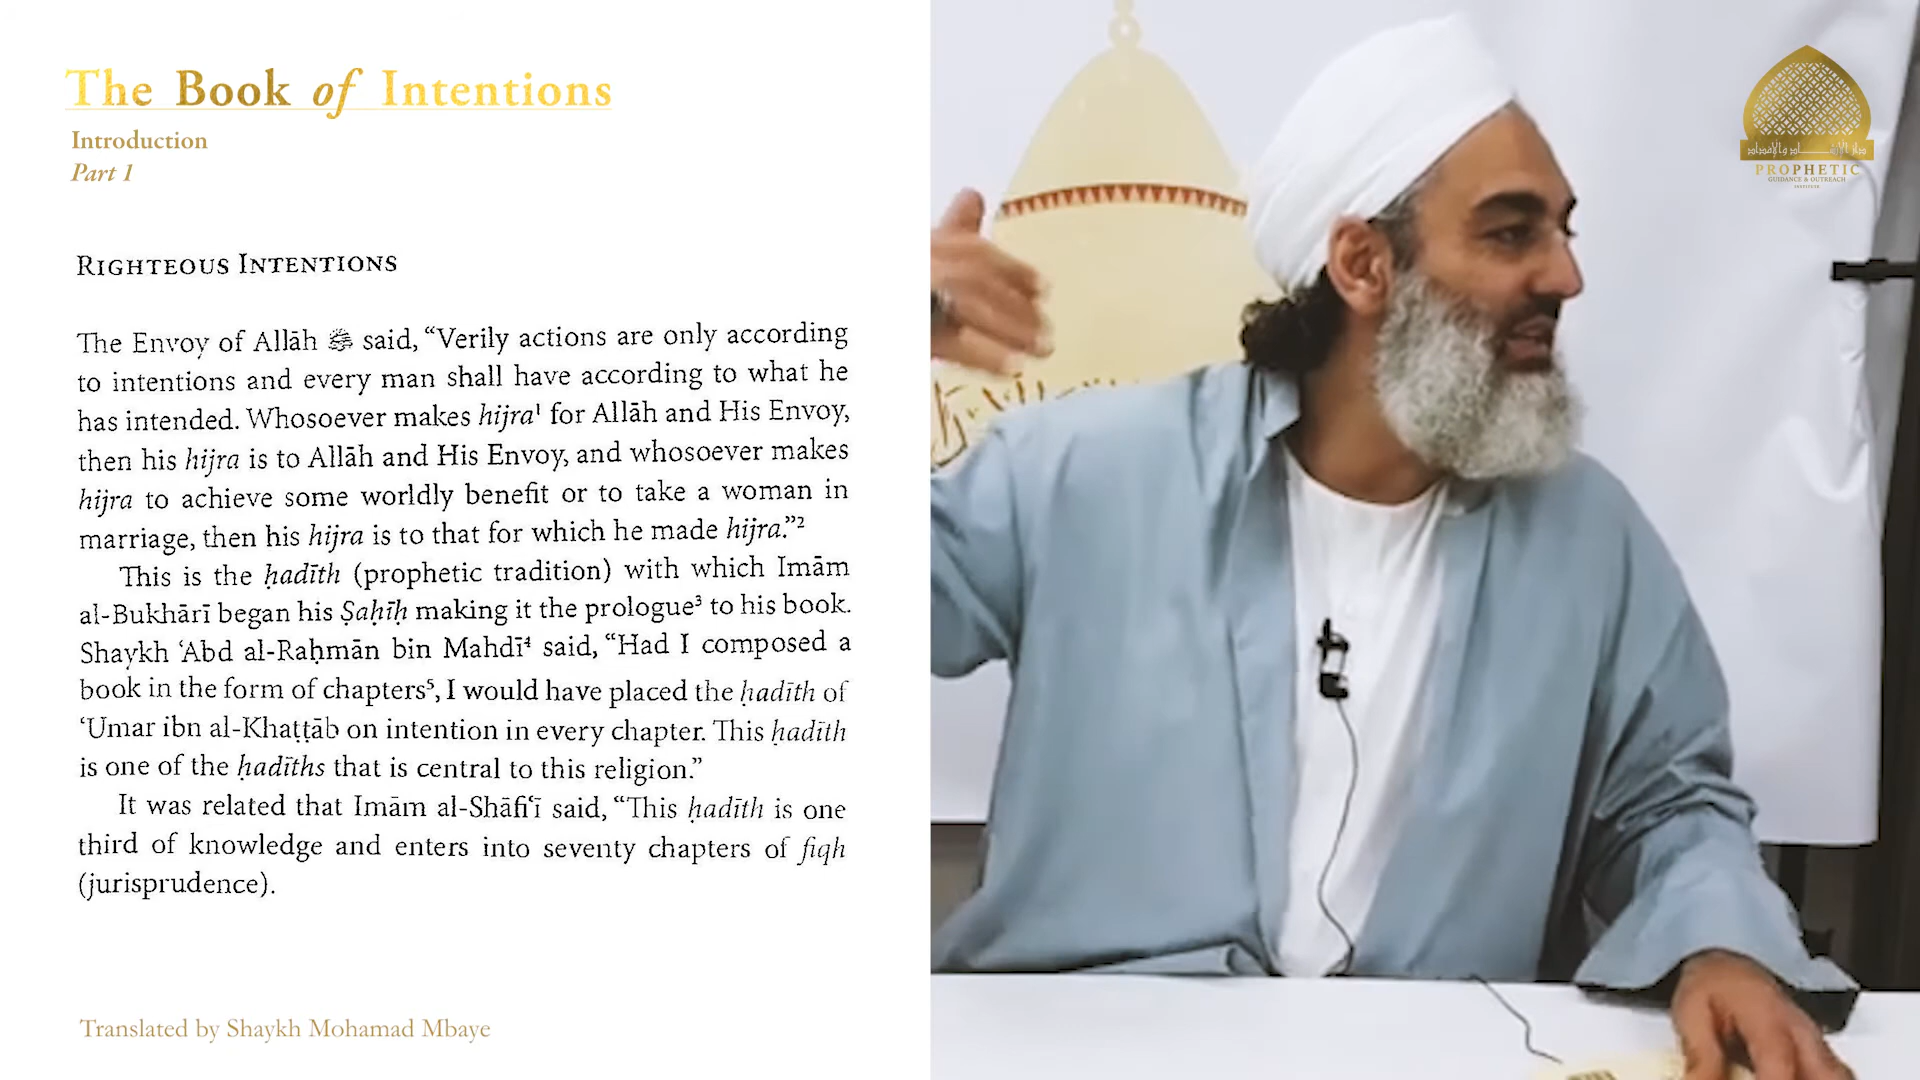 The Book of Intentions
Introduction
Part 1
RIGHTEOUS INTENTIONS
The Envoy of Allāh ﷺ said, “Verily actions are only according
to intentions and every man shall have according to what he
has intended. Whosoever makes hijra¹ for Allāh and His Envoy,
then his hijra is to Allāh and His Envoy, and whosoever makes
hijra to achieve some worldly benefit or to take a woman in
marriage, then his hijra is to that for which he made hijra.”²
This is the ḥadīth (prophetic tradition) with which Imām
al-Bukhārī began his Ṣaḥīḥ making it the prologue³ to his book.
Shaykh ‘Abd al-Raḥmān bin Mahdī⁴ said, “Had I composed a
book in the form of chapters⁵, I would have placed the ḥadīth of
‘Umar ibn al-Khaṭṭāb on intention in every chapter. This ḥadīth
is one of the ḥadīths that is central to this religion.”
It was related that Imām al-Shāfi‘ī said, “This ḥadīth is one
third of knowledge and enters into seventy chapters of fiqh
(jurisprudence).
Translated by Shaykh Mohamad Mbaye
PROPHETIC
GUIDANCE & OUTREACH
INSTITUTE